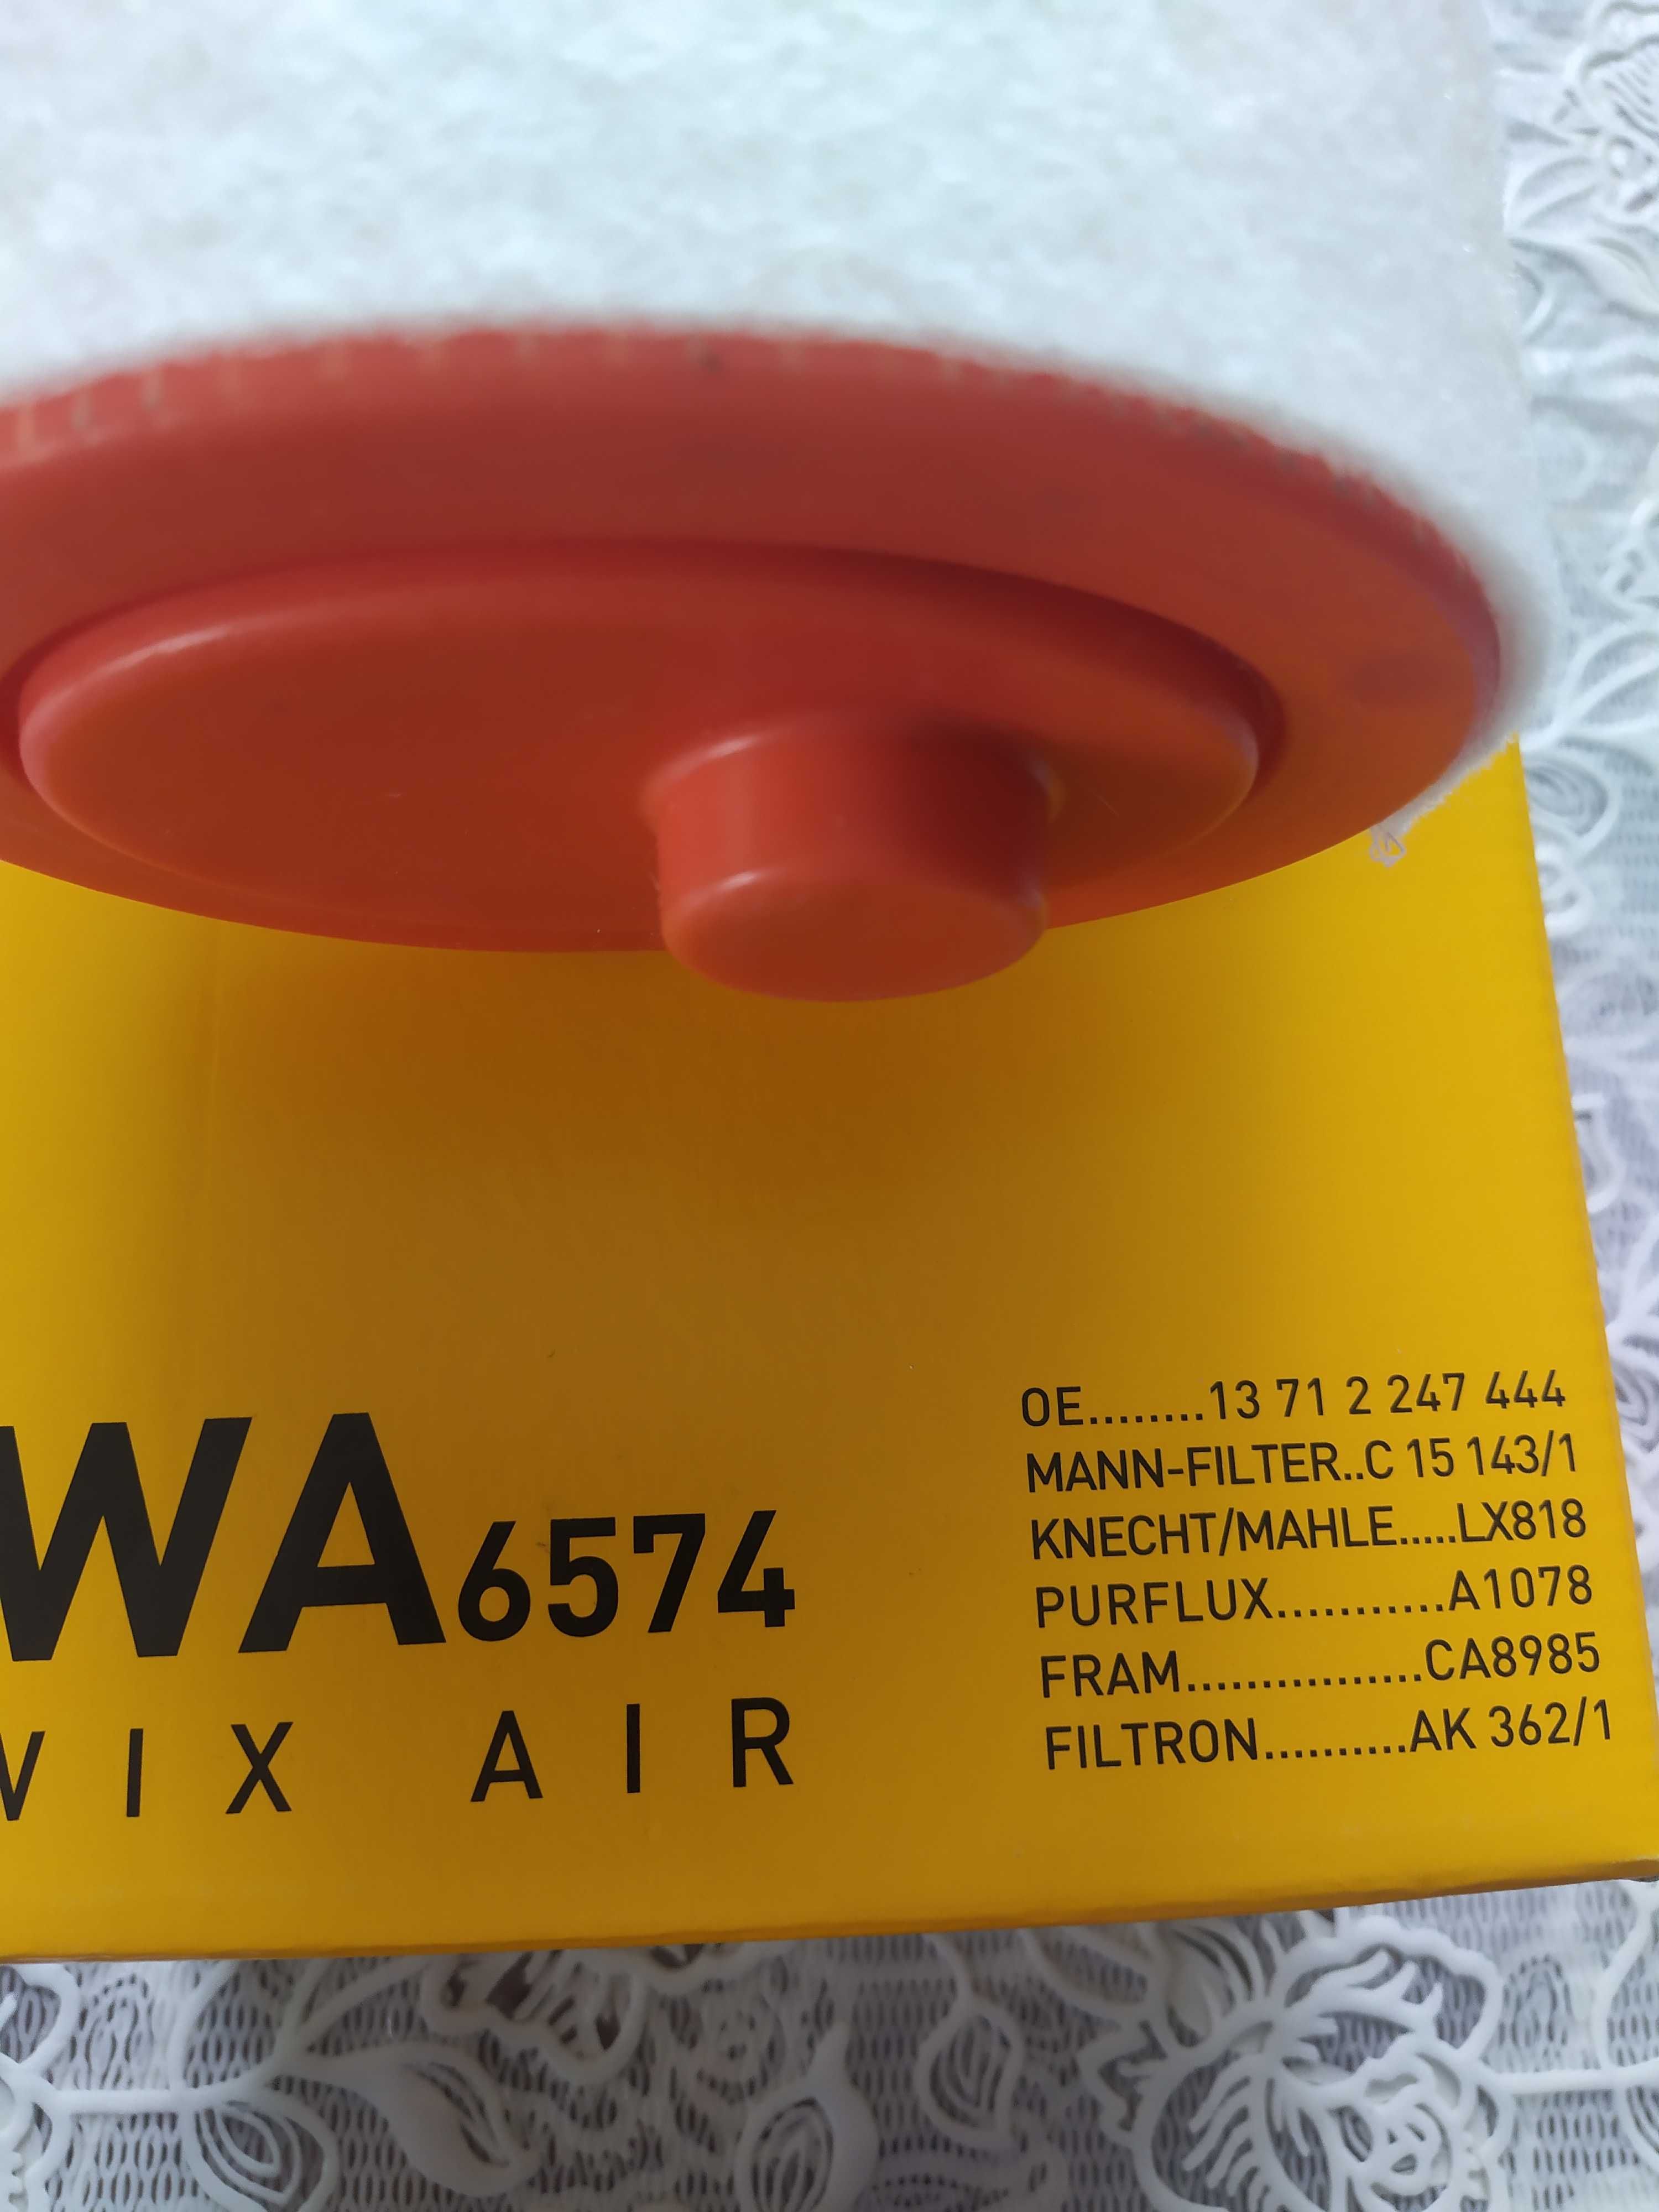 WA6574
IX AIR
OE........13 71 2 247 444
MANN-FILTER..C 15 143/1
KNECHT/MAHLE.....LX818
PURFLUX...........A1078
FRAM................CA8985
FILTRON..........AK 362/1